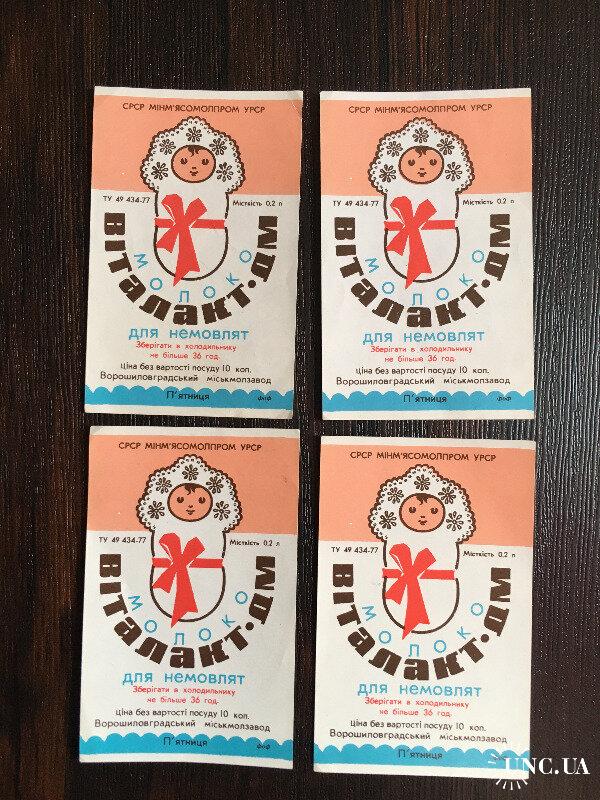 СРСР МІНМ'ЯСОМОЛПРОМ УРСР
ТУ 49 434-77 Місткість 0,2 л
МОЛОКО
ВІТАЛАКТ·ДМ
для немовлят
Зберігати в холодильнику
не більше 36 год.
Ціна без вартості посуду 10 коп.
Ворошиловградський міськмолзавод
П'ятниця
СРСР МІНМ'ЯСОМОЛПРОМ УРСР
ТУ 49 434-77 Місткість 0,2 л
МОЛОКО
ВІТАЛАКТ·ДМ
для немовлят
Зберігати в холодильнику
не більше 36 год.
Ціна без вартості посуду 10 коп.
Ворошиловградський міськмолзавод
П'ятниця
СРСР МІНМ'ЯСОМОЛПРОМ УРСР
ТУ 49 434-77 Місткість 0,2 л
МОЛОКО
ВІТАЛАКТ·ДМ
для немовлят
Зберігати в холодильнику
не більше 36 год.
Ціна без вартості посуду 10 коп.
Ворошиловградський міськмолзавод
П'ятниця
СРСР МІНМ'ЯСОМОЛПРОМ УРСР
ТУ 49 434-77 Місткість 0,2 л
МОЛОКО
ВІТАЛАКТ·ДМ
для немовлят
Зберігати в холодильнику
не більше 36 год.
Ціна без вартості посуду 10 коп.
Ворошиловградський міськмолзавод
П'ятниця
UNC.UA